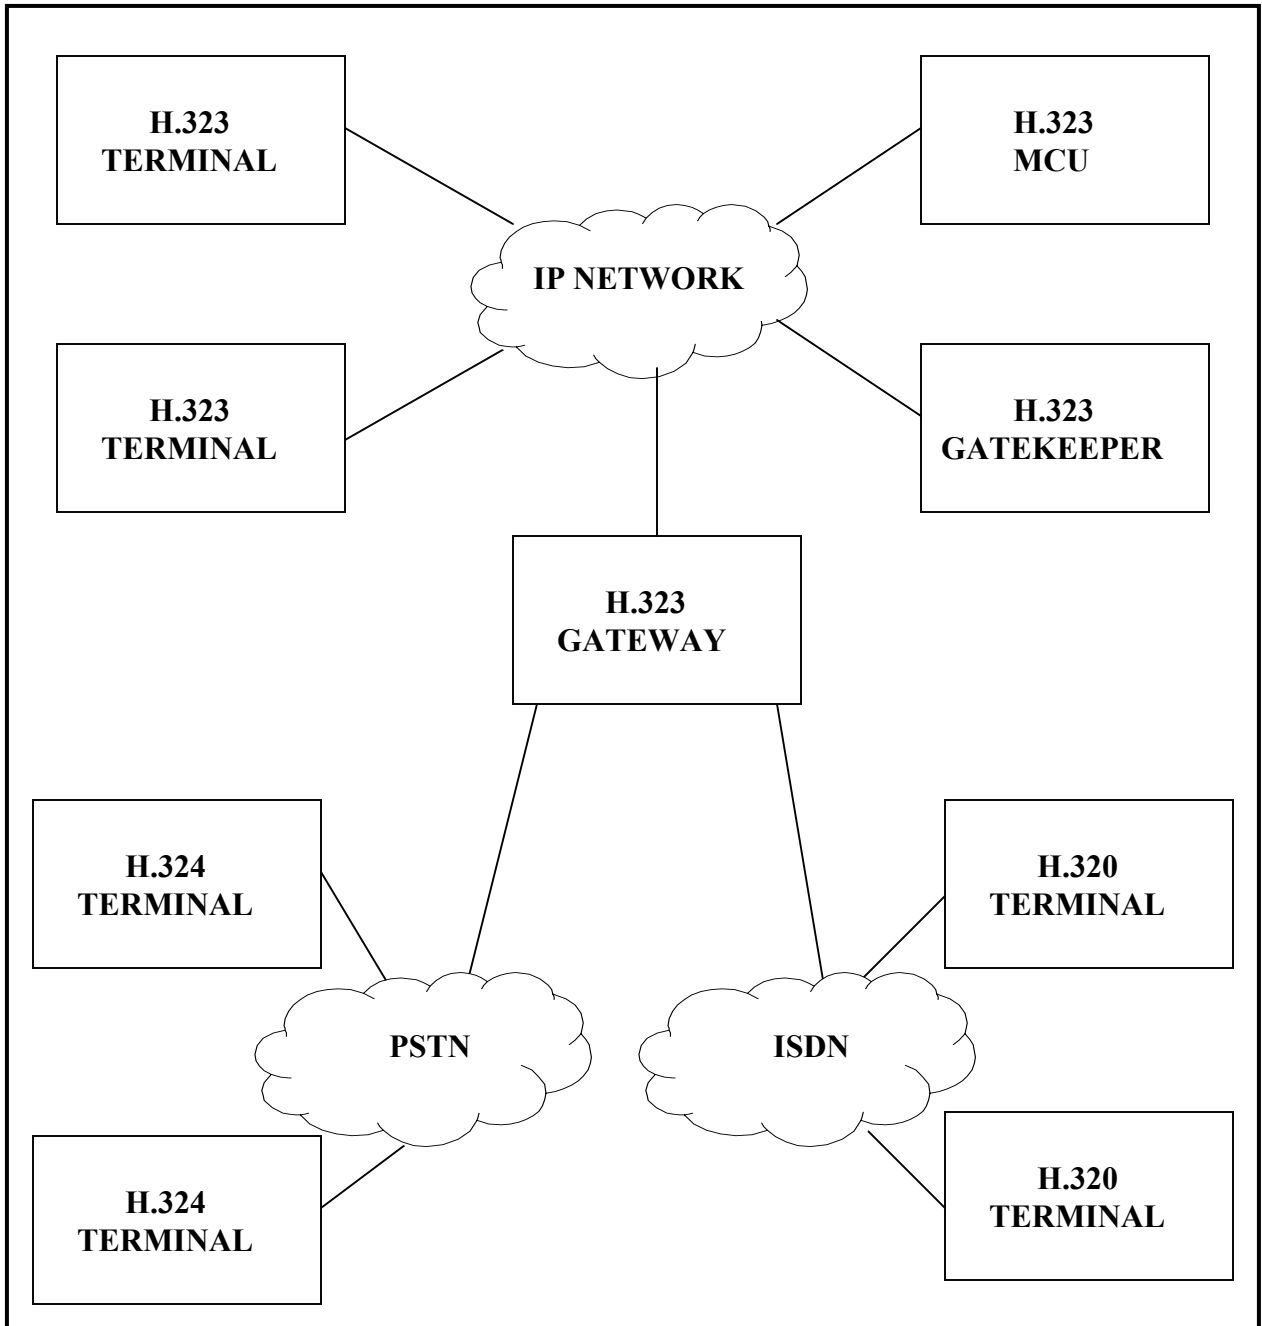 H.323
TERMINAL
H.323
MCU
IP NETWORK
H.323
TERMINAL
H.323
GATEKEEPER
H.323
GATEWAY
H.324
TERMINAL
H.320
TERMINAL
PSTN
ISDN
H.324
TERMINAL
H.320
TERMINAL